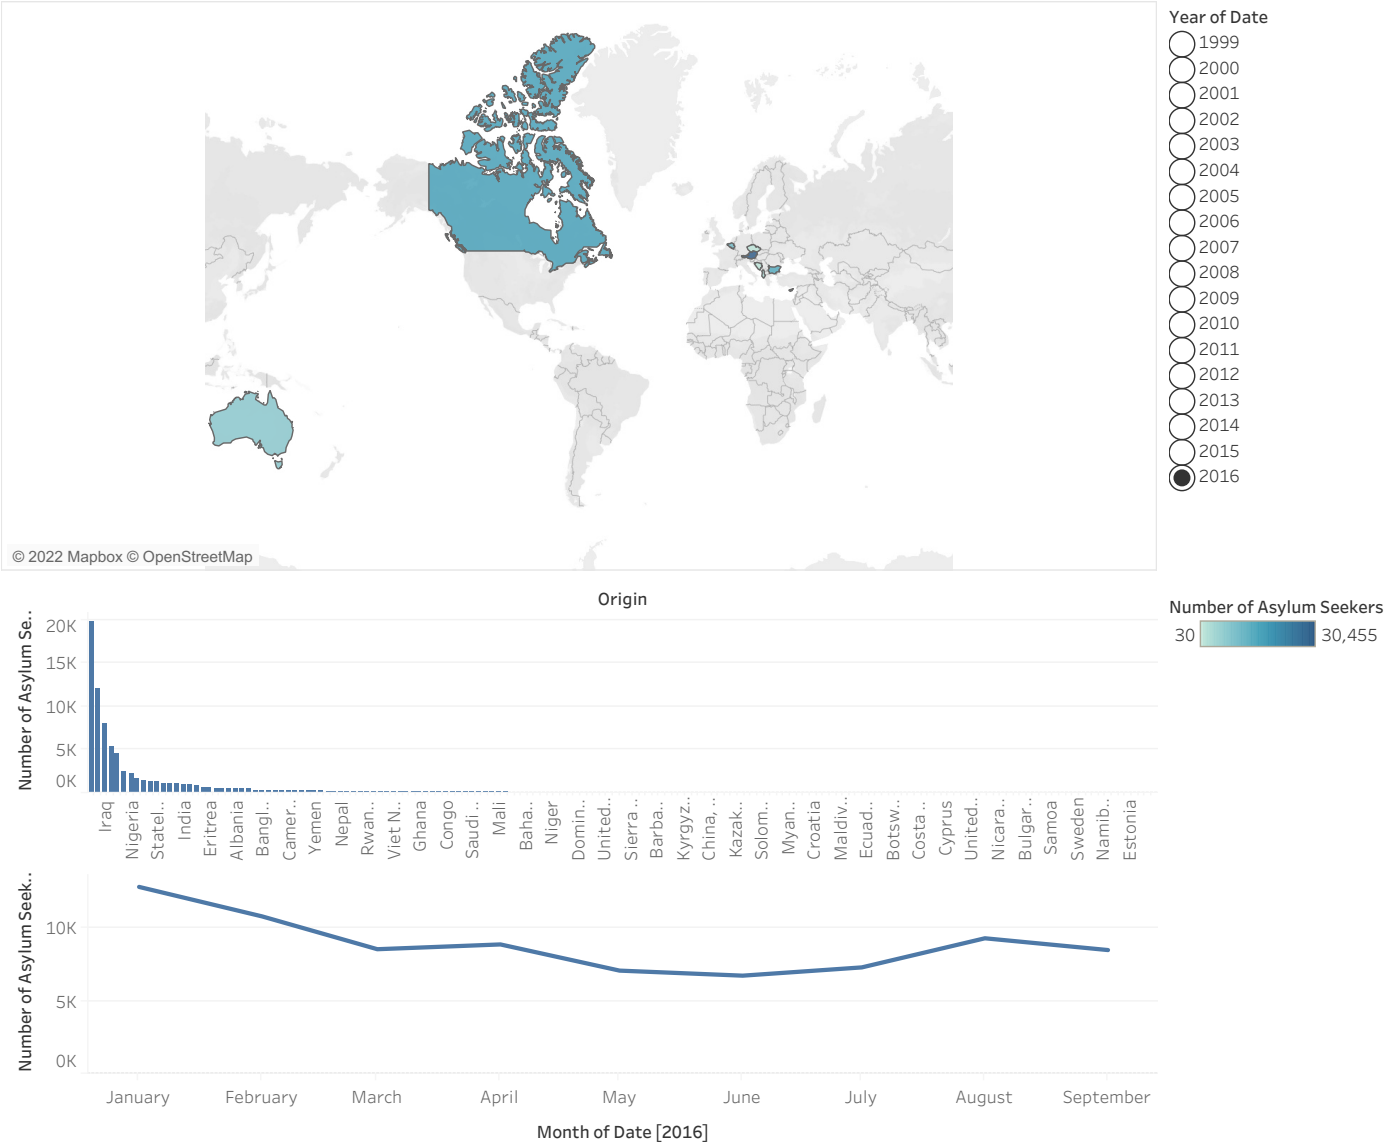 Year of Date
1999
2000
2001
2002
2003
2004
2005
2006
2007
2008
2009
2010
2011
2012
2013
2014
2015
2016
© 2022 Mapbox © OpenStreetMap
Origin
Number of Asylum Seekers
30 30,455
Number of Asylum Se..
20K
15K
10K
5K
0K
Iraq
Nigeria
Statel..
India
Eritrea
Albania
Bangl..
Camer..
Yemen
Nepal
Rwan..
Viet N..
Ghana
Congo
Saudi ..
Mali
Baha..
Niger
Domin..
United..
Sierra ..
Barba..
Kyrgyz..
China, ..
Kazak..
Solom..
Myan..
Croatia
Maldiv..
Ecuad..
Botsw..
Costa ..
Cyprus
United..
Nicara..
Bulgar..
Samoa
Sweden
Namib..
Estonia
Number of Asylum Seek..
10K
5K
0K
January February March April May June July August September
Month of Date [2016]